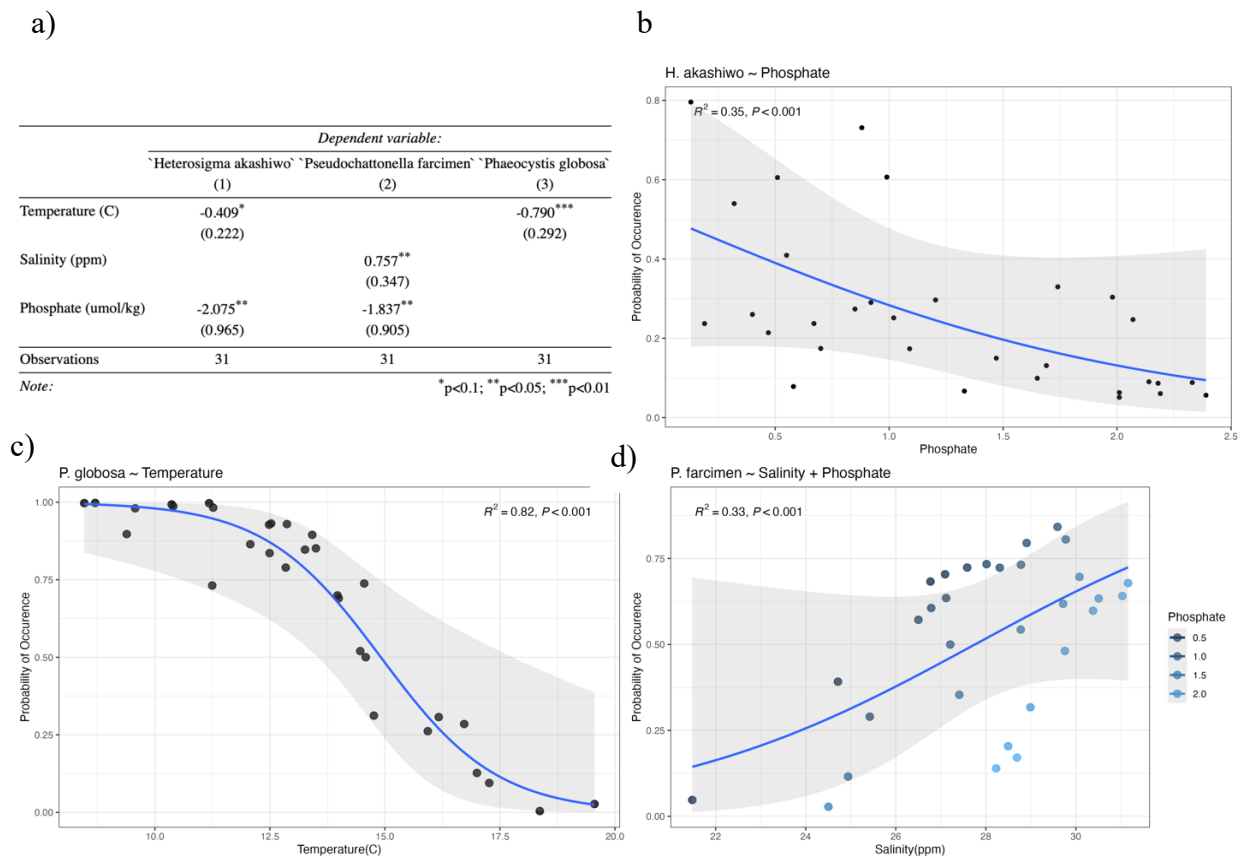 a)
Dependent variable:
`Heterosigma akashiwo` `Pseudochattonella farcimen` `Phaeocystis globosa`
(1) (2) (3)
Temperature (C) -0.409* -0.790***
(0.222) (0.292)
Salinity (ppm) 0.757**
(0.347)
Phosphate (umol/kg) -2.075** -1.837**
(0.965) (0.905)
Observations 31 31 31
Note: *p<0.1; **p<0.05; ***p<0.01
b
H. akashiwo ~ Phosphate
R² = 0.35, P < 0.001
Probability of Occurence
0.8
0.6
0.4
0.2
0.0
0.5 1.0 1.5 2.0 2.5
Phosphate
c)
P. globosa ~ Temperature
R² = 0.82, P < 0.001
Probability of Occurence
1.00
0.75
0.50
0.25
0.00
10.0 12.5 15.0 17.5 20.0
Temperature(C)
d)
P. farcimen ~ Salinity + Phosphate
R² = 0.33, P < 0.001
Probability of Occurence
0.75
0.50
0.25
0.00
22 24 26 28 30
Salinity(ppm)
Phosphate
0.5
1.0
1.5
2.0